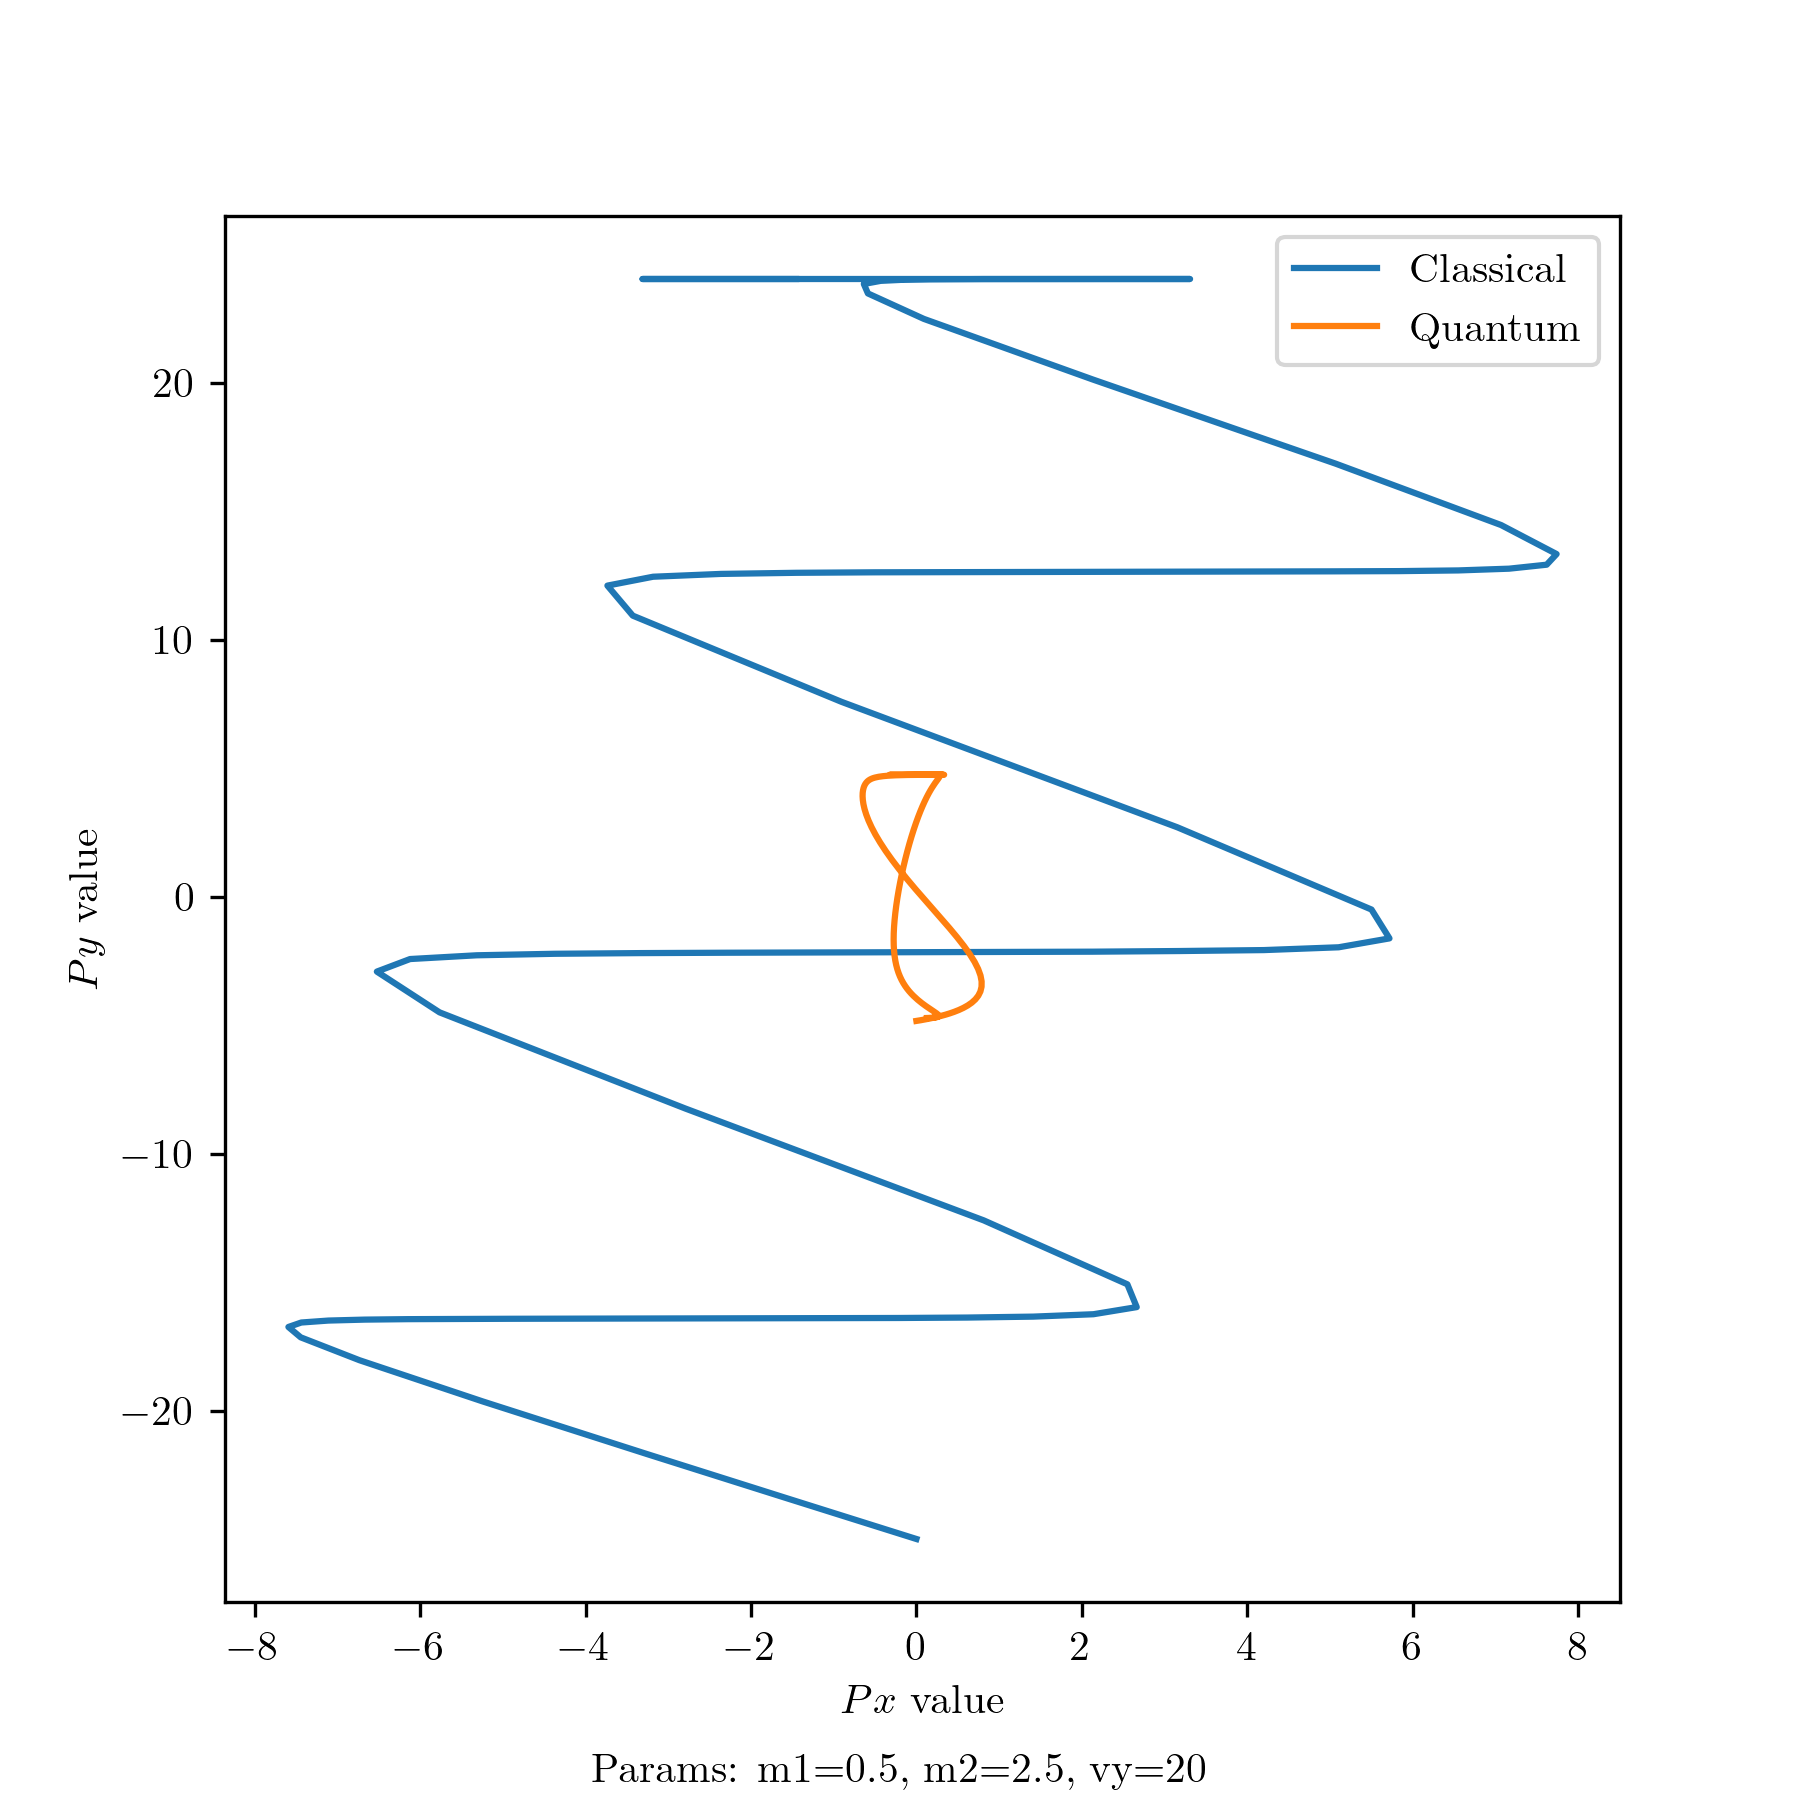 Classical
Quantum
20
10
0
−10
−20
Py value
−8 −6 −4 −2 0 2 4 6 8
Px value
Params: m1=0.5, m2=2.5, vy=20